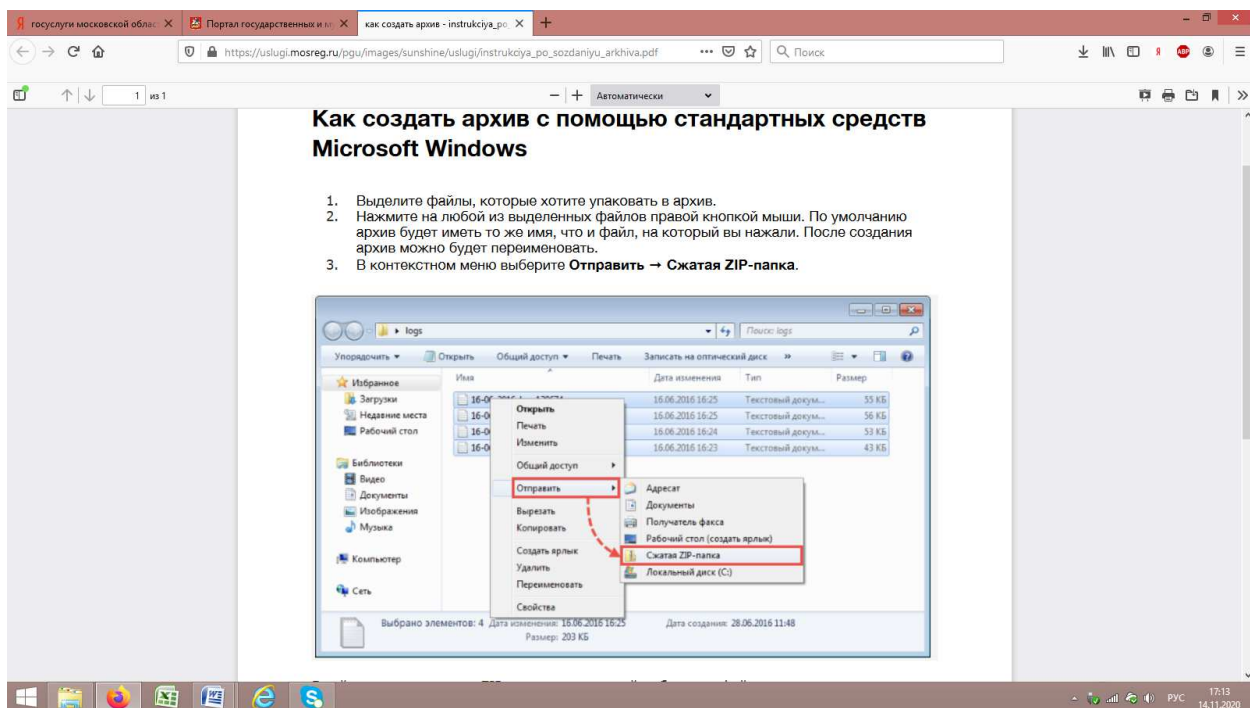 госуслуги московской облас
Портал государственных и м
как создать архив - instrukciya_po
https://uslugi.mosreg.ru/pgu/images/sunshine/uslugi/instrukciya_po_sozdaniyu_arkhiva.pdf
Поиск
1 из 1
Автоматически
Как создать архив с помощью стандартных средств
Microsoft Windows
1. Выделите файлы, которые хотите упаковать в архив.
2. Нажмите на любой из выделенных файлов правой кнопкой мыши. По умолчанию
архив будет иметь то же имя, что и файл, на который вы нажали. После создания
архив можно будет переименовать.
3. В контекстном меню выберите Отправить → Сжатая ZIP-папка.
logs
Поиск: logs
Упорядочить Открыть Общий доступ Печать Записать на оптический диск »
Имя Дата изменения Тип Размер
Избранное
Загрузки
Недавние места
Рабочий стол
Библиотеки
Видео
Документы
Изображения
Музыка
Компьютер
Сеть
16.06.2016 16:25 Текстовый докум... 55 КБ
16.06.2016 16:25 Текстовый докум... 56 КБ
16.06.2016 16:24 Текстовый докум... 53 КБ
16.06.2016 16:23 Текстовый докум... 43 КБ
Открыть
Печать
Изменить
Общий доступ
Отправить
Вырезать
Копировать
Создать ярлык
Удалить
Переименовать
Свойства
Адресат
Документы
Получатель факса
Рабочий стол (создать ярлык)
Сжатая ZIP-папка
Локальный диск (C:)
Выбрано элементов: 4 Дата изменения: 16.06.2016 16:25 Дата создания: 28.06.2016 11:48
Размер: 203 КБ
РУС
17:13
14.11.2020